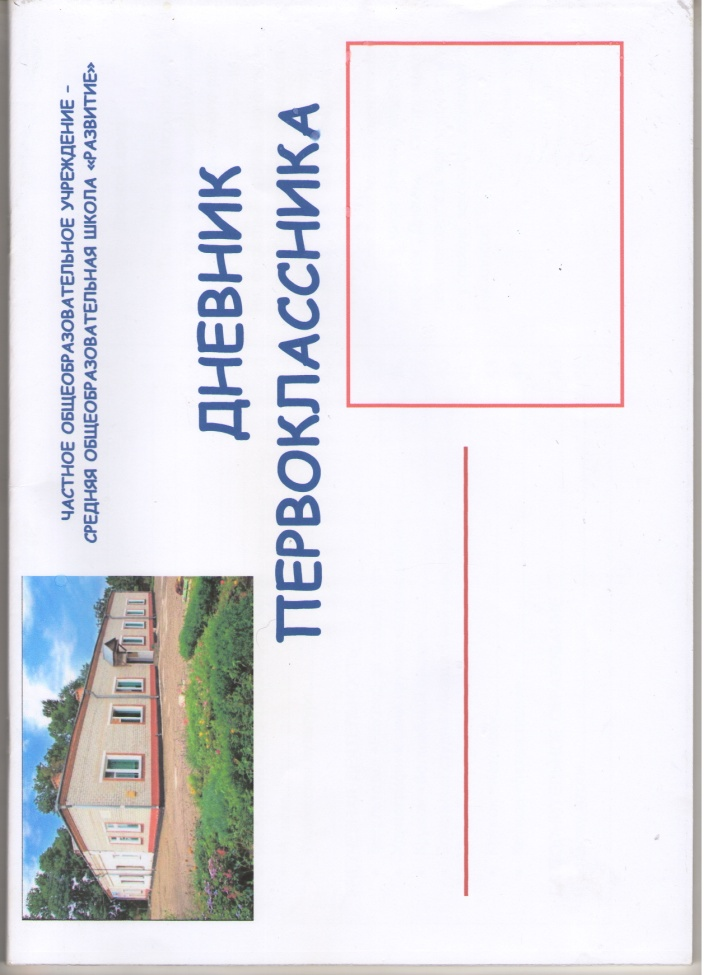 ЧАСТНОЕ ОБЩЕОБРАЗОВАТЕЛЬНОЕ УЧРЕЖДЕНИЕ –
СРЕДНЯЯ ОБЩЕОБРАЗОВАТЕЛЬНАЯ ШКОЛА «РАЗВИТИЕ»
ДНЕВНИК
ПЕРВОКЛАССНИКА